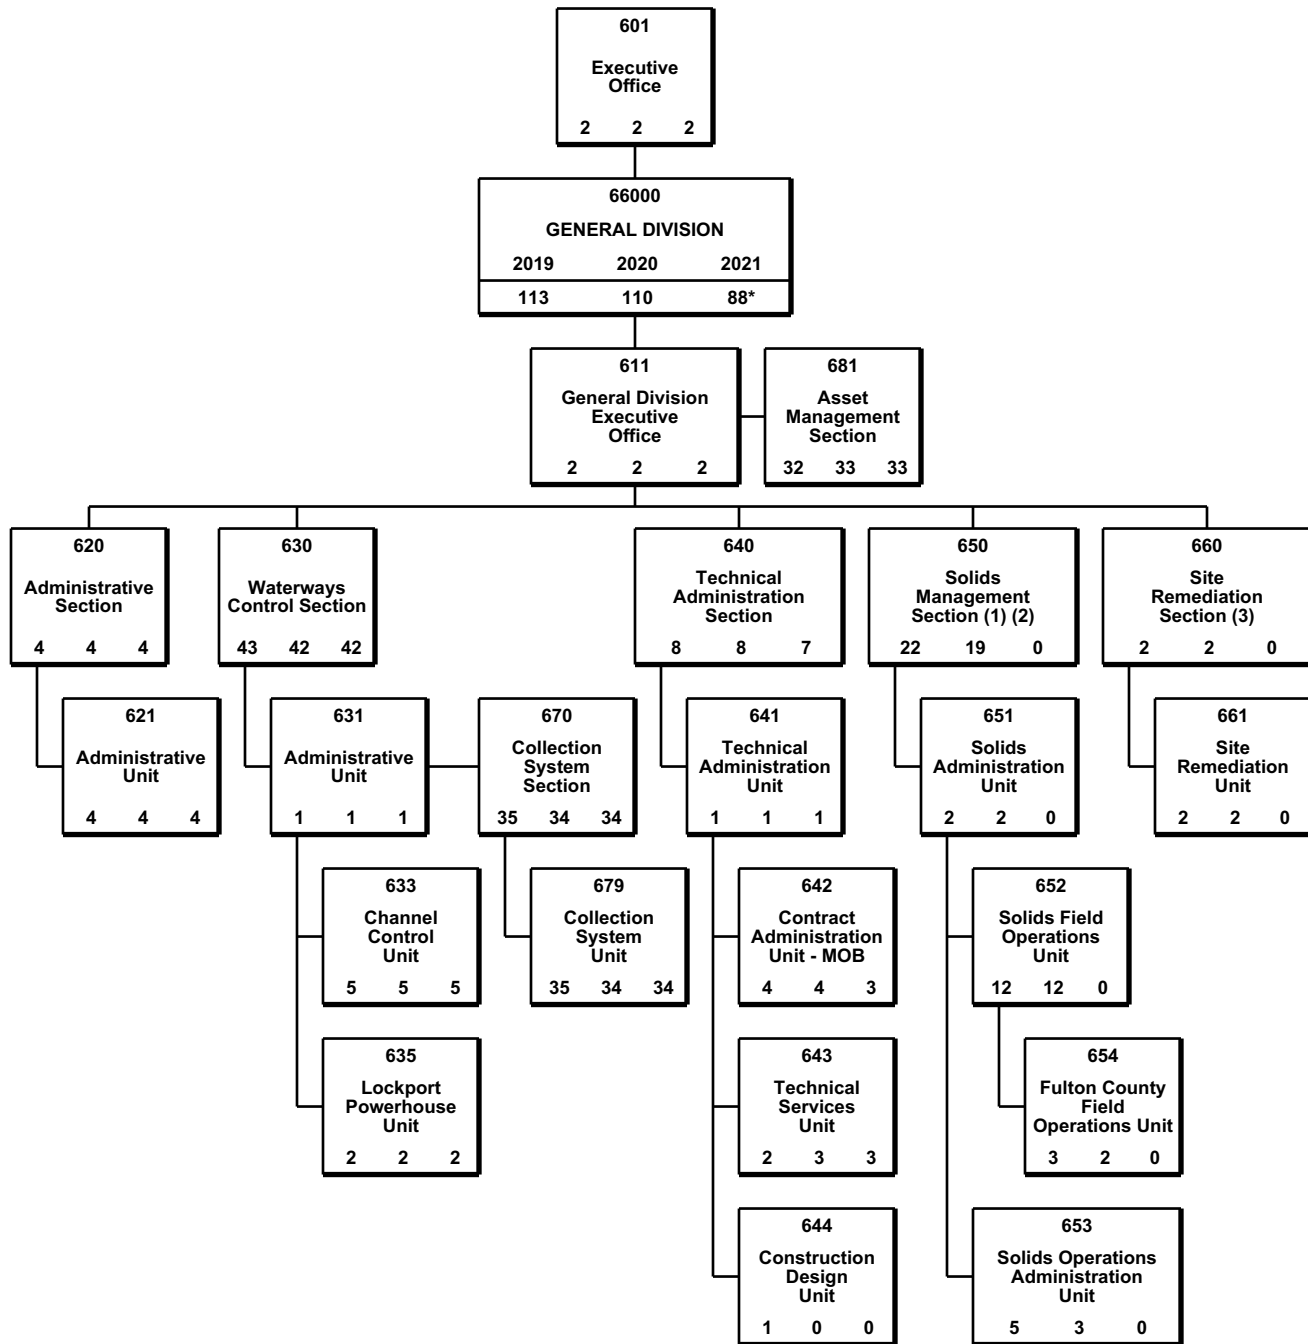 601
Executive
Office
2 2 2
66000
GENERAL DIVISION
2019 2020 2021
113 110 88*
611
General Division
Executive
Office
2 2 2
681
Asset
Management
Section
32 33 33
620
Administrative
Section
4 4 4
630
Waterways
Control Section
43 42 42
640
Technical
Administration
Section
8 8 7
650
Solids
Management
Section (1) (2)
22 19 0
660
Site
Remediation
Section (3)
2 2 0
621
Administrative
Unit
4 4 4
631
Administrative
Unit
1 1 1
670
Collection
System
Section
35 34 34
641
Technical
Administration
Unit
1 1 1
651
Solids
Administration
Unit
2 2 0
661
Site
Remediation
Unit
2 2 0
633
Channel
Control
Unit
5 5 5
679
Collection
System
Unit
35 34 34
642
Contract
Administration
Unit - MOB
4 4 3
652
Solids Field
Operations
Unit
12 12 0
635
Lockport
Powerhouse
Unit
2 2 2
643
Technical
Services
Unit
2 3 3
654
Fulton County
Field
Operations Unit
3 2 0
644
Construction
Design
Unit
1 0 0
653
Solids Operations
Administration
Unit
5 3 0